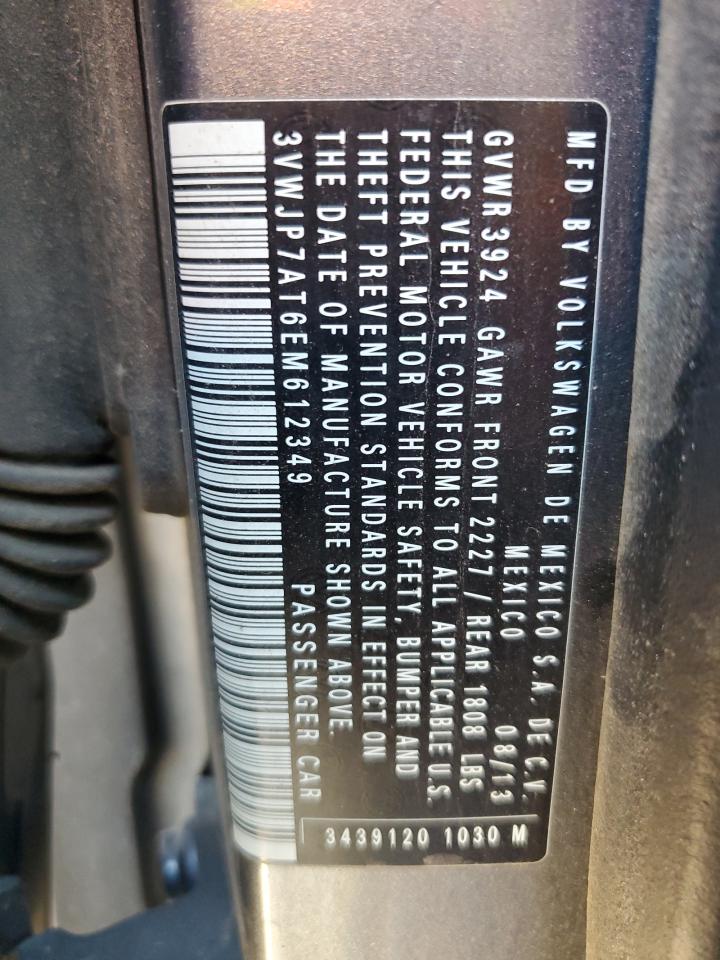 MFD BY VOLKSWAGEN DE MEXICO S.A. DE C.V.
MEXICO 08/13
GVWR 3924 GAWR FRONT 2227 / REAR 1808 LBS
THIS VEHICLE CONFORMS TO ALL APPLICABLE U.S.
FEDERAL MOTOR VEHICLE SAFETY, BUMPER AND
THEFT PREVENTION STANDARDS IN EFFECT ON
THE DATE OF MANUFACTURE SHOWN ABOVE.
3VWJP7AT6EM612349 PASSENGER CAR
3439120 1030 M